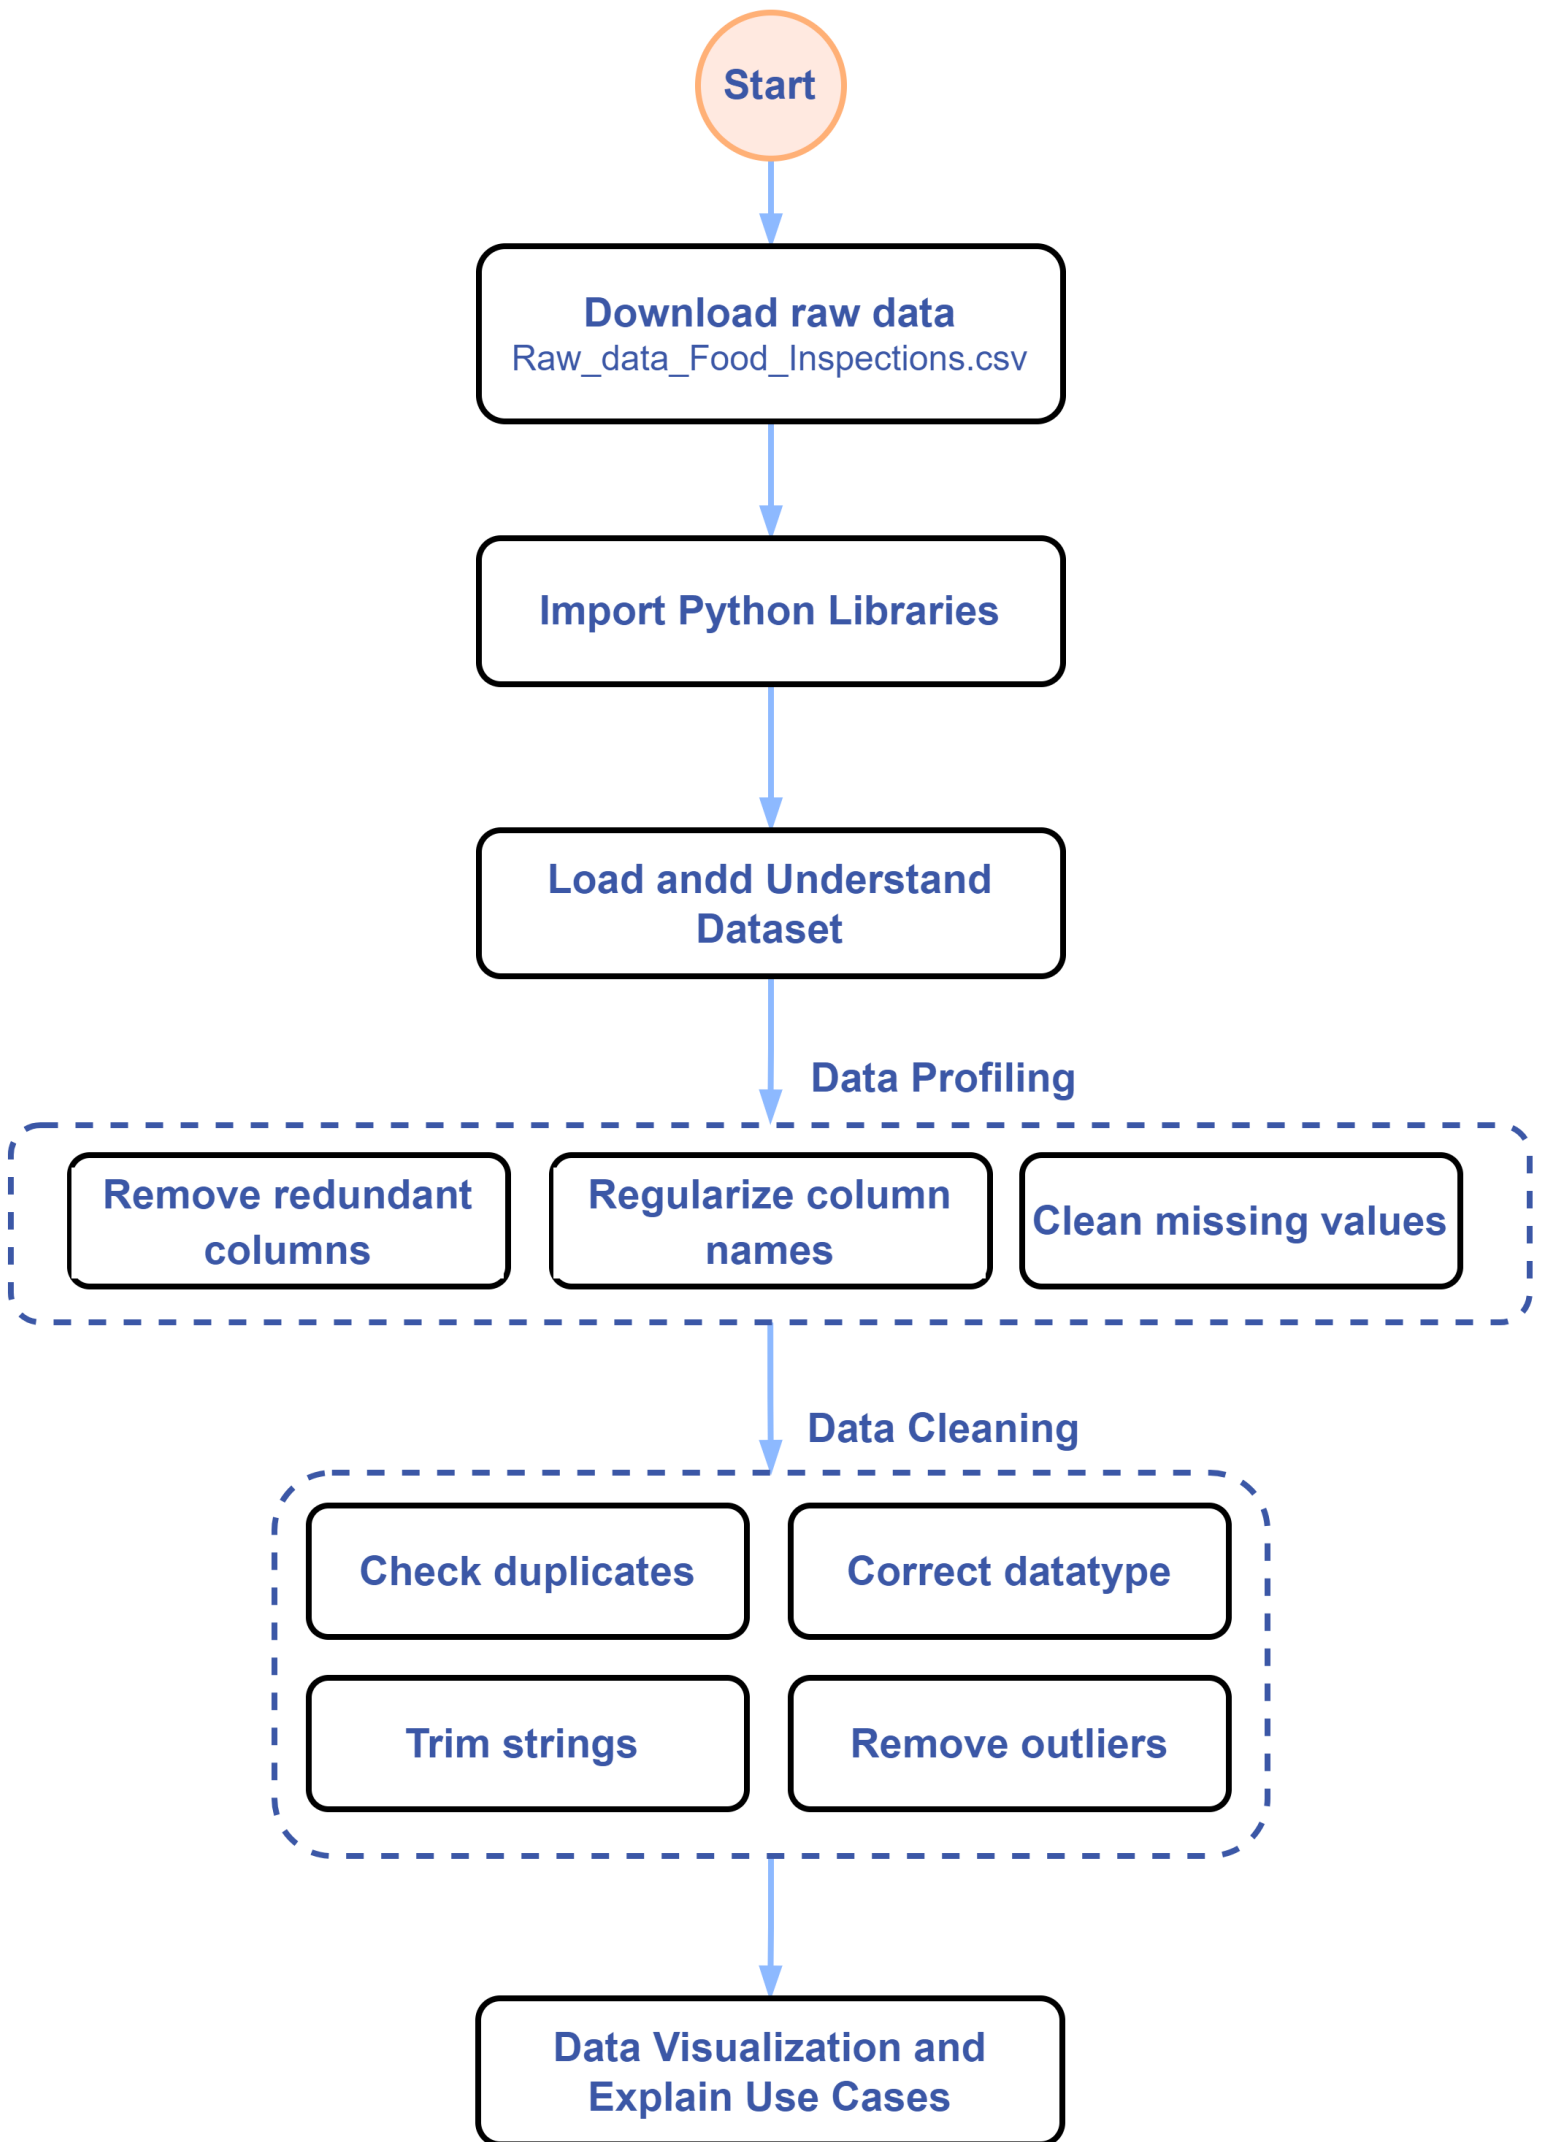 Start
Download raw data
Raw_data_Food_Inspections.csv
Import Python Libraries
Load andd Understand
Dataset
Data Profiling
Remove redundant
columns
Regularize column
names
Clean missing values
Data Cleaning
Check duplicates
Correct datatype
Trim strings
Remove outliers
Data Visualization and
Explain Use Cases